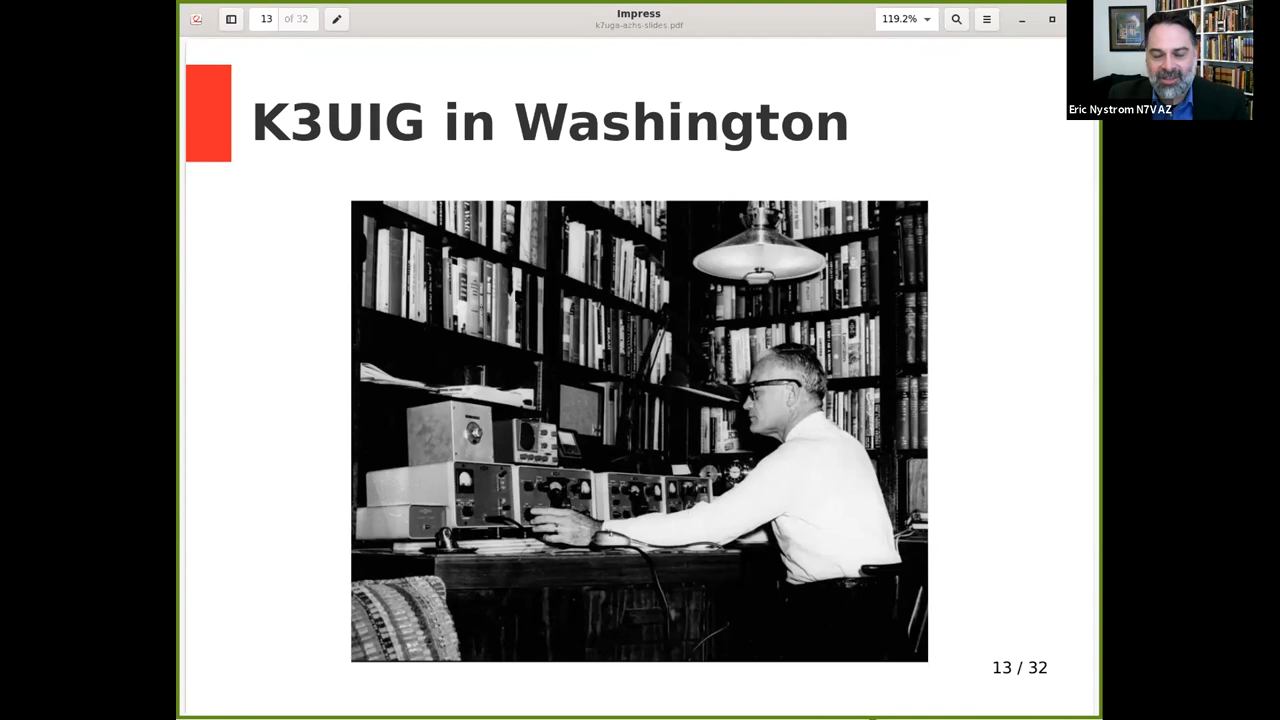 13 of 32
Impress
k7uga-azhs-slides.pdf
119.2%
Eric Nystrom N7VAZ
K3UIG in Washington
13 / 32